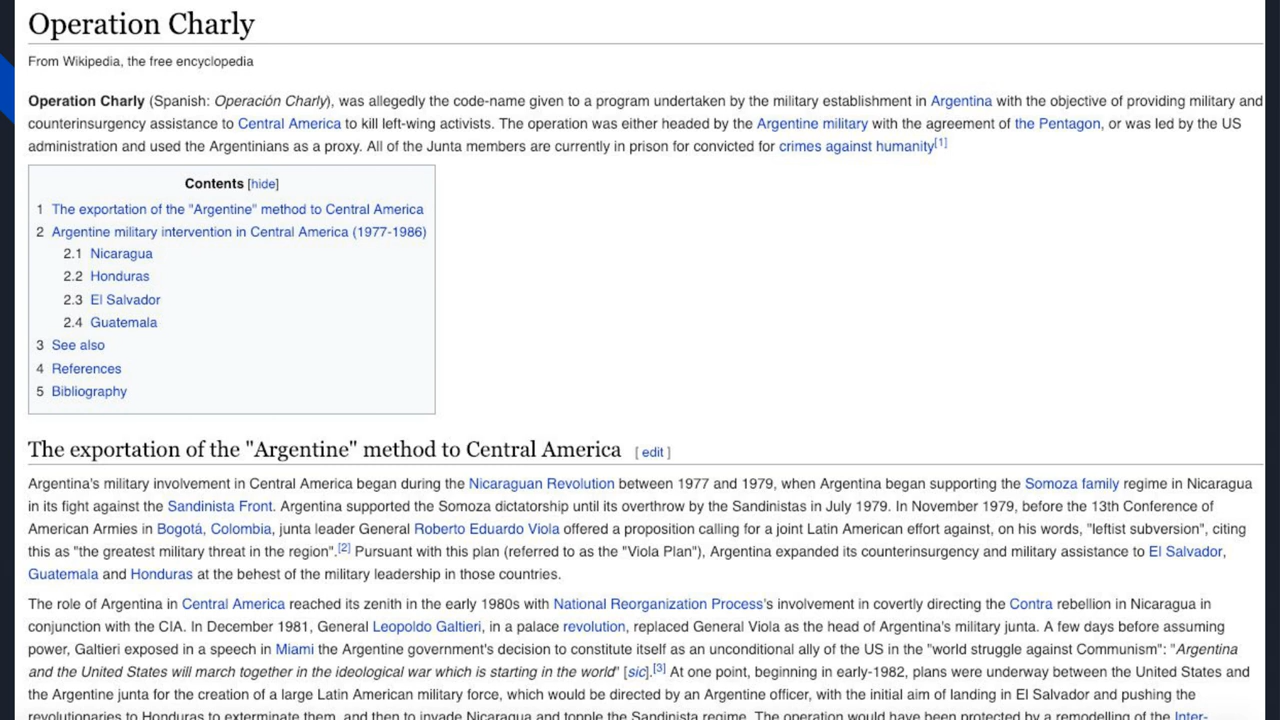 Operation Charly
From Wikipedia, the free encyclopedia
Operation Charly (Spanish: Operación Charly), was allegedly the code-name given to a program undertaken by the military establishment in Argentina with the objective of providing military and
counterinsurgency assistance to Central America to kill left-wing activists. The operation was either headed by the Argentine military with the agreement of the Pentagon, or was led by the US
administration and used the Argentinians as a proxy. All of the Junta members are currently in prison for convicted for crimes against humanity[1]
Contents [hide]
1 The exportation of the "Argentine" method to Central America
2 Argentine military intervention in Central America (1977-1986)
2.1 Nicaragua
2.2 Honduras
2.3 El Salvador
2.4 Guatemala
3 See also
4 References
5 Bibliography
The exportation of the "Argentine" method to Central America [ edit ]
Argentina's military involvement in Central America began during the Nicaraguan Revolution between 1977 and 1979, when Argentina began supporting the Somoza family regime in Nicaragua
in its fight against the Sandinista Front. Argentina supported the Somoza dictatorship until its overthrow by the Sandinistas in July 1979. In November 1979, before the 13th Conference of
American Armies in Bogotá, Colombia, junta leader General Roberto Eduardo Viola offered a proposition calling for a joint Latin American effort against, on his words, "leftist subversion", citing
this as "the greatest military threat in the region".[2] Pursuant with this plan (referred to as the "Viola Plan"), Argentina expanded its counterinsurgency and military assistance to El Salvador,
Guatemala and Honduras at the behest of the military leadership in those countries.
The role of Argentina in Central America reached its zenith in the early 1980s with National Reorganization Process's involvement in covertly directing the Contra rebellion in Nicaragua in
conjunction with the CIA. In December 1981, General Leopoldo Galtieri, in a palace revolution, replaced General Viola as the head of Argentina's military junta. A few days before assuming
power, Galtieri exposed in a speech in Miami the Argentine government's decision to constitute itself as an unconditional ally of the US in the "world struggle against Communism": "Argentina
and the United States will march together in the ideological war which is starting in the world" [sic].[3] At one point, beginning in early-1982, plans were underway between the United States and
the Argentine junta for the creation of a large Latin American military force, which would be directed by an Argentine officer, with the initial aim of landing in El Salvador and pushing the
revolutionaries to Honduras to exterminate them, and then to invade Nicaragua and topple the Sandinista regime. The operation would have been protected by a remodelling of the Inter-